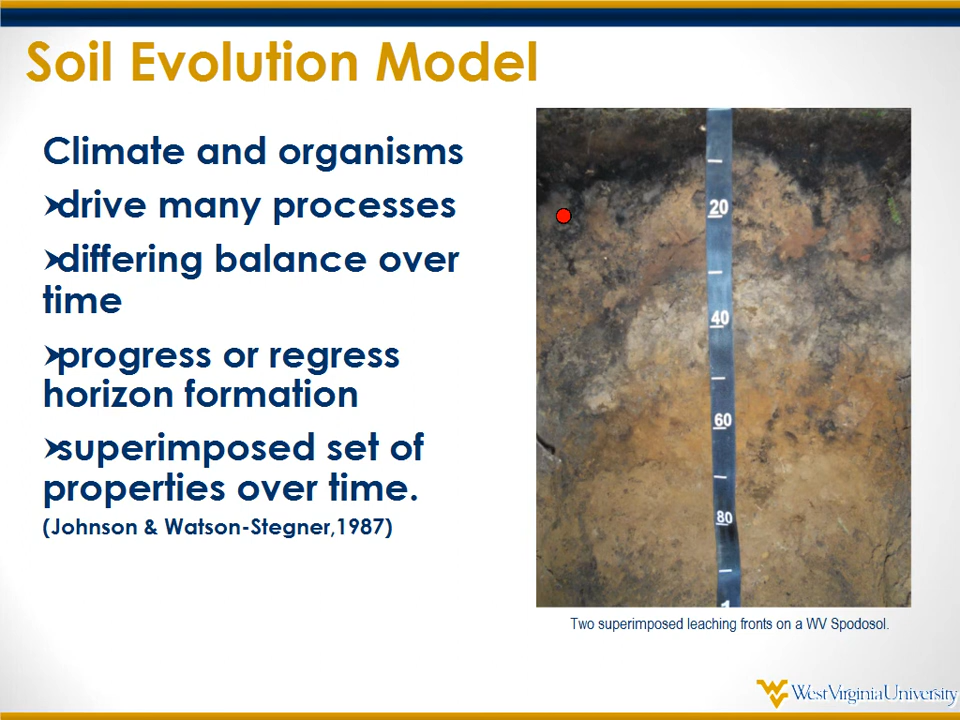 Soil Evolution Model
Climate and organisms
➢drive many processes
➢differing balance over
time
➢progress or regress
horizon formation
➢superimposed set of
properties over time.
(Johnson & Watson-Stegner,1987)
20
40
60
80
1
Two superimposed leaching fronts on a WV Spodosol.
WV WestVirginiaUniversity